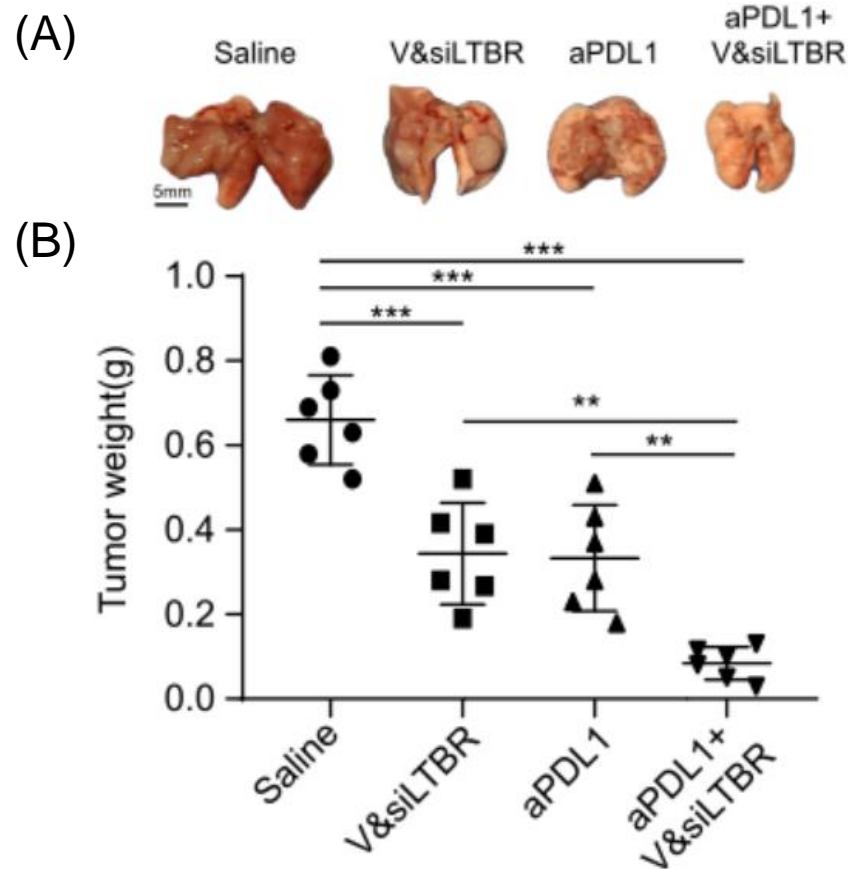 (A)
Saline
V&siLTBR
aPDL1
aPDL1+
V&siLTBR
5mm
(B)
***
***
***
**
**
Tumor weight(g)
1.0
0.8
0.6
0.4
0.2
0.0
Saline
V&siLTBR
aPDL1
aPDL1+
V&siLTBR